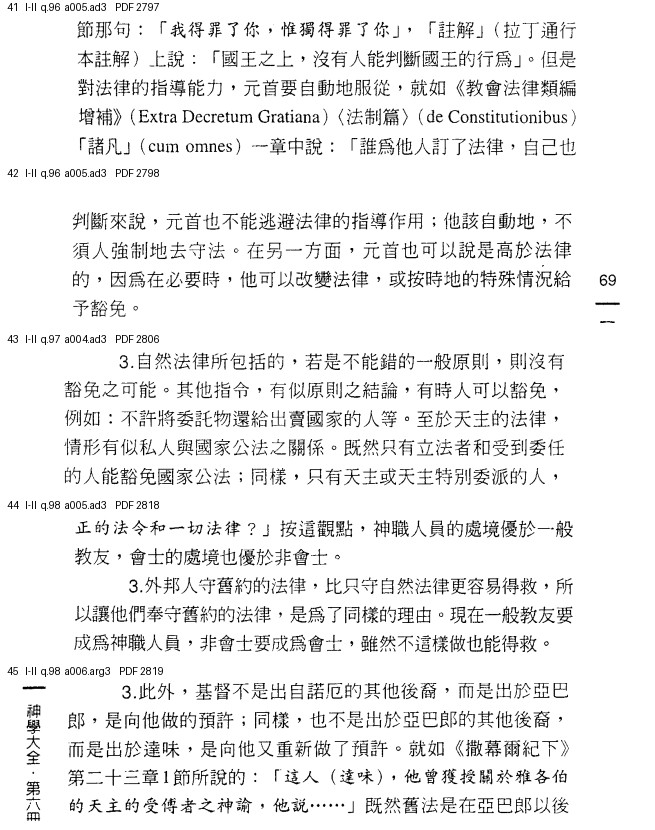 41 I-II q.96 a005.ad3 PDF2797
節那句：「我得罪了你，惟獨得罪了你」，「註解」（拉丁通行
本註解）上說：「國王之上，沒有人能判斷國王的行爲」。但是
對法律的指導能力，元首要自動地服從，就如《教會法律類編
增補》（Extra Decretum Gratiana）〈法制篇〉（de Constitutionibus）
「諸凡」（cum omnes）一章中說：「誰爲他人訂了法律，自己也
42 I-II q.96 a005.ad3 PDF2798
判斷來說，元首也不能逃避法律的指導作用；他該自動地，不
須人強制地去守法。在另一方面，元首也可以說是高於法律
的，因爲在必要時，他可以改變法律，或按時地的特殊情況給
予豁免。
69
一
43 I-II q.97 a004.ad3 PDF2806
3.自然法律所包括的，若是不能錯的一般原則，則沒有
豁免之可能。其他指令，有似原則之結論，有時人可以豁免，
例如：不許將委託物還給出賣國家的人等。至於天主的法律，
情形有似私人與國家公法之關係。既然只有立法者和受到委任
的人能豁免國家公法；同樣，只有天主或天主特別委派的人，
44 I-II q.98 a005.ad3 PDF2818
正的法令和一切法律？」按這觀點，神職人員的處境優於一般
教友，會士的處境也優於非會士。
3.外邦人守舊約的法律，比只守自然法律更容易得救，所
以讓他們奉守舊約的法律，是爲了同樣的理由。現在一般教友要
成爲神職人員，非會士要成爲會士，雖然不這樣做也能得救。
45 I-II q.98 a006.arg3 PDF2819
3.此外，基督不是出自諾厄的其他後裔，而是出於亞巴
郎，是向他做的預許；同樣，也不是出於亞巴郎的其他後裔，
而是出於達味，是向他又重新做了預許。就如《撒慕爾紀下》
第二十三章1節所說的：「這人（達味），他曾獲授關於雅各伯
的天主的受傅者之神諭，他說……」既然舊法是在亞巴郎以後
神學大全·第六冊